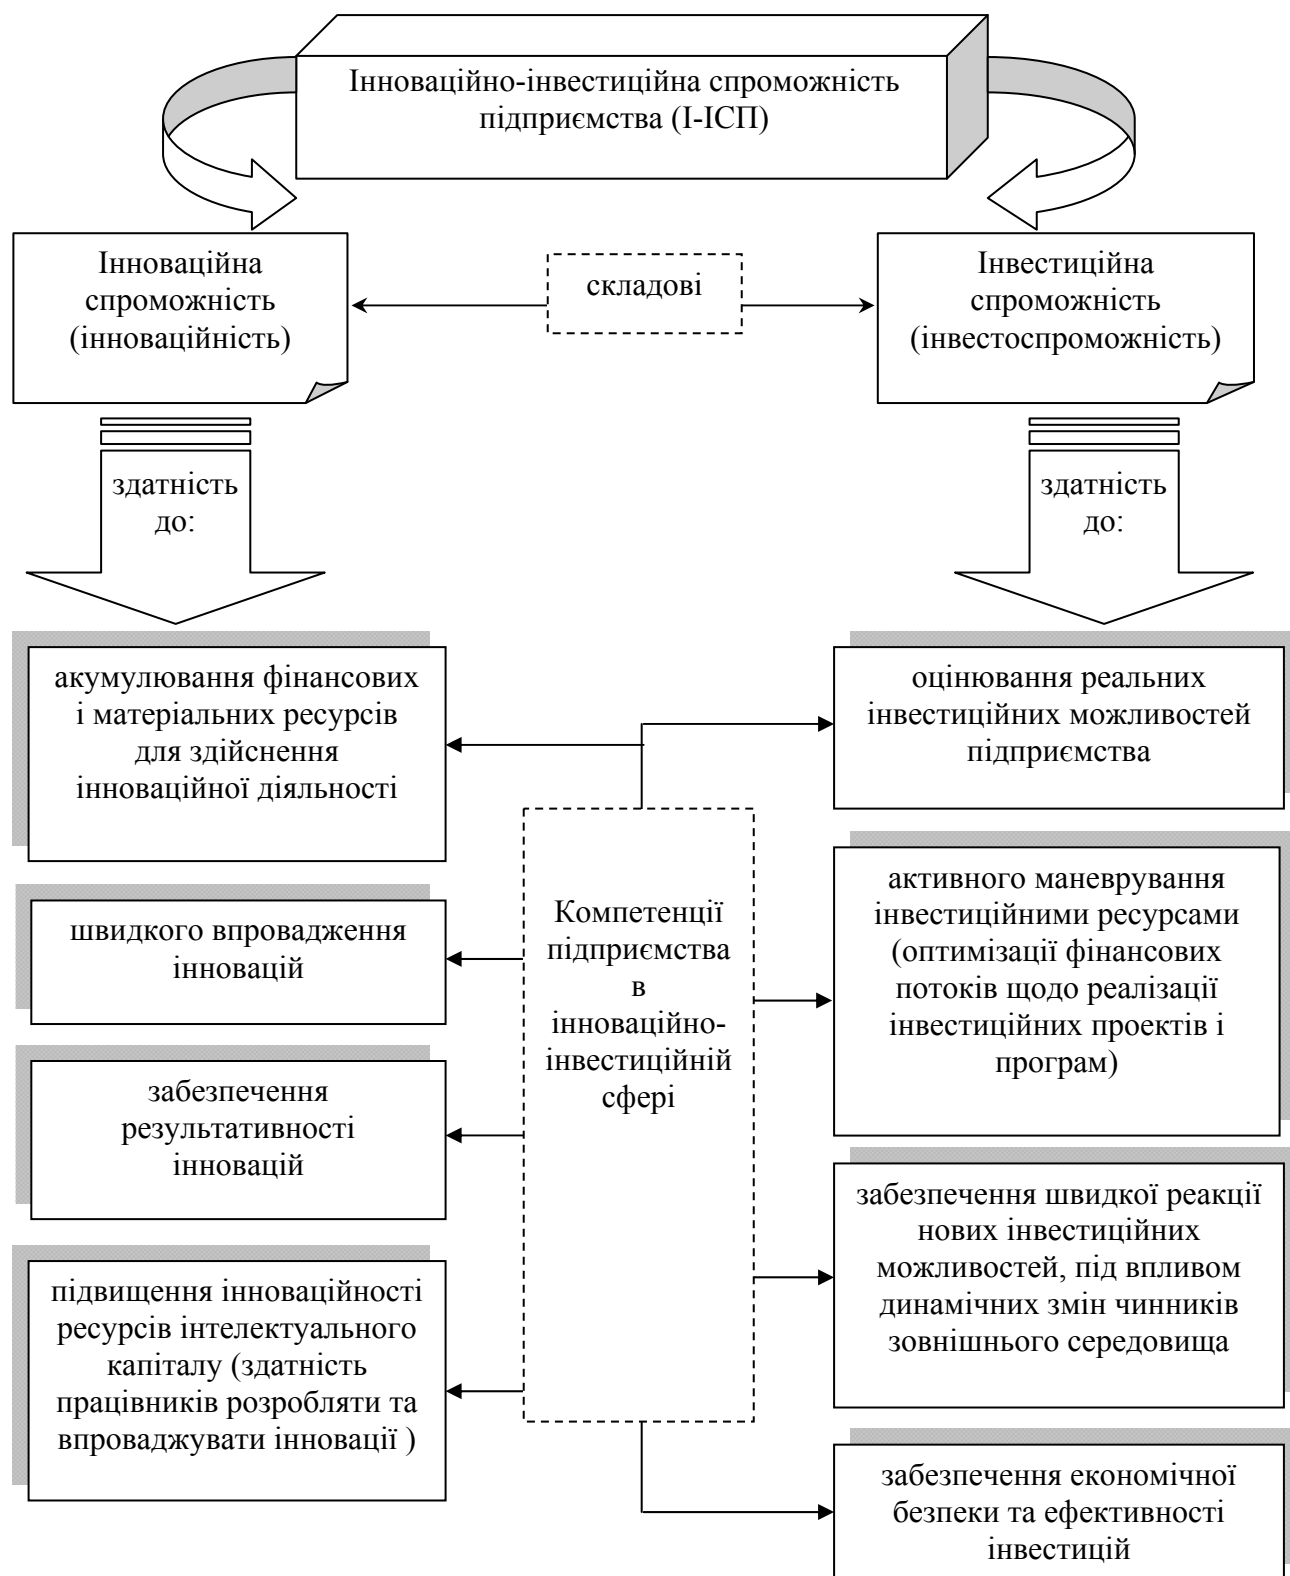 Інноваційно-інвестиційна спроможність
підприємства (І-ІСП)
Інноваційна
спроможність
(інноваційність)
складові
Інвестиційна
спроможність
(інвестоспроможність)
здатність
до:
здатність
до:
акумулювання фінансових
і матеріальних ресурсів
для здійснення
інноваційної діяльності
швидкого впровадження
інновацій
забезпечення
результативності
інновацій
підвищення інноваційності
ресурсів інтелектуального
капіталу (здатність
працівників розробляти та
впроваджувати інновації )
Компетенції
підприємства
в
інноваційно-
інвестиційній
сфері
оцінювання реальних
інвестиційних можливостей
підприємства
активного маневрування
інвестиційними ресурсами
(оптимізації фінансових
потоків щодо реалізації
інвестиційних проектів і
програм)
забезпечення швидкої реакції
нових інвестиційних
можливостей, під впливом
динамічних змін чинників
зовнішнього середовища
забезпечення економічної
безпеки та ефективності
інвестицій